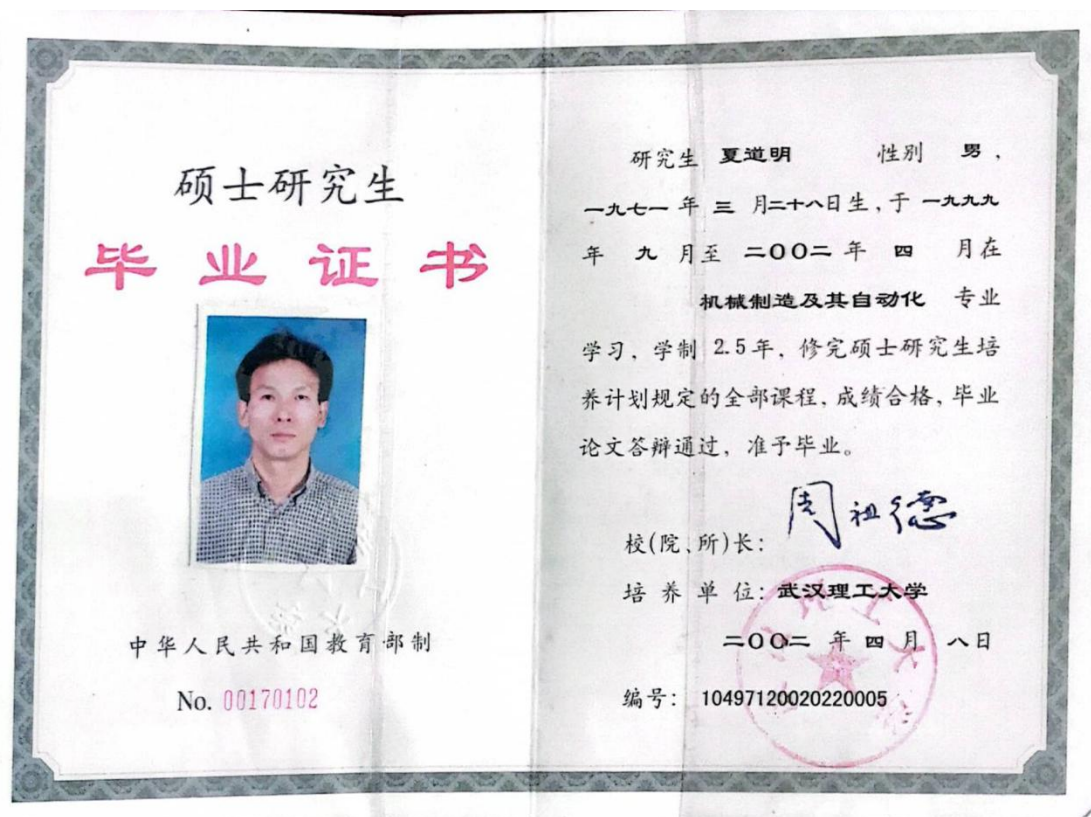 硕士研究生
毕业证书
中华人民共和国教育部制
No. 00170102
研究生 夏道明 性别 男，
一九七一 年 三 月二十八日生，于 一九九九
年 九 月至 二〇〇二 年 四 月在
机械制造及其自动化 专业
学习，学制 2.5年，修完硕士研究生培
养计划规定的全部课程，成绩合格，毕业
论文答辩通过，准予毕业。
校(院、所)长： 周祖德
培养单位：武汉理工大学
二〇〇二 年 四 月 八日
编号： 104971200202220005